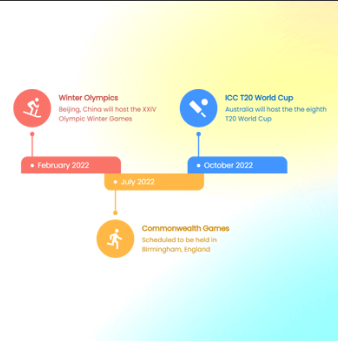 Winter Olympics
Beijing, China will host the XXIV
Olympic Winter Games
February 2022
ICC T20 World Cup
Australia will host the the eighth
T20 World Cup
October 2022
July 2022
Commonwealth Games
Scheduled to be held in
Birmingham, England